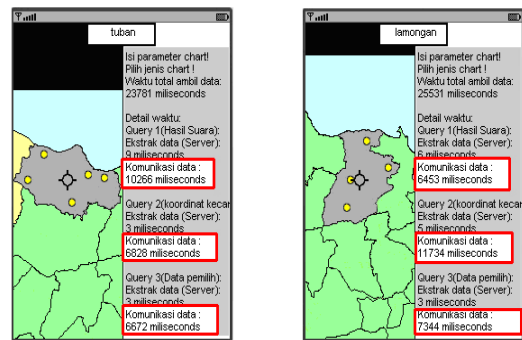 tuban
Isi parameter chart!
Pilih jenis chart !
Waktu total ambil data:
23781 miliseconds
Detail waktu:
Query 1(Hasil Suara):
Ekstrak data (Server):
9 miliseconds
Komunikasi data :
10266 miliseconds
Query 2(koordinat kecar
Ekstrak data (Server):
3 miliseconds
Komunikasi data :
6828 miliseconds
Query 3(Data pemilih):
Ekstrak data (Server):
3 miliseconds
Komunikasi data :
6672 miliseconds
lamongan
Isi parameter chart!
Pilih jenis chart !
Waktu total ambil data:
25531 miliseconds
Detail waktu:
Query 1(Hasil Suara):
Ekstrak data (Server):
6 miliseconds
Komunikasi data :
6453 miliseconds
Query 2(koordinat kecar
Ekstrak data (Server):
5 miliseconds
Komunikasi data :
11734 miliseconds
Query 3(Data pemilih):
Ekstrak data (Server):
3 miliseconds
Komunikasi data :
7344 miliseconds